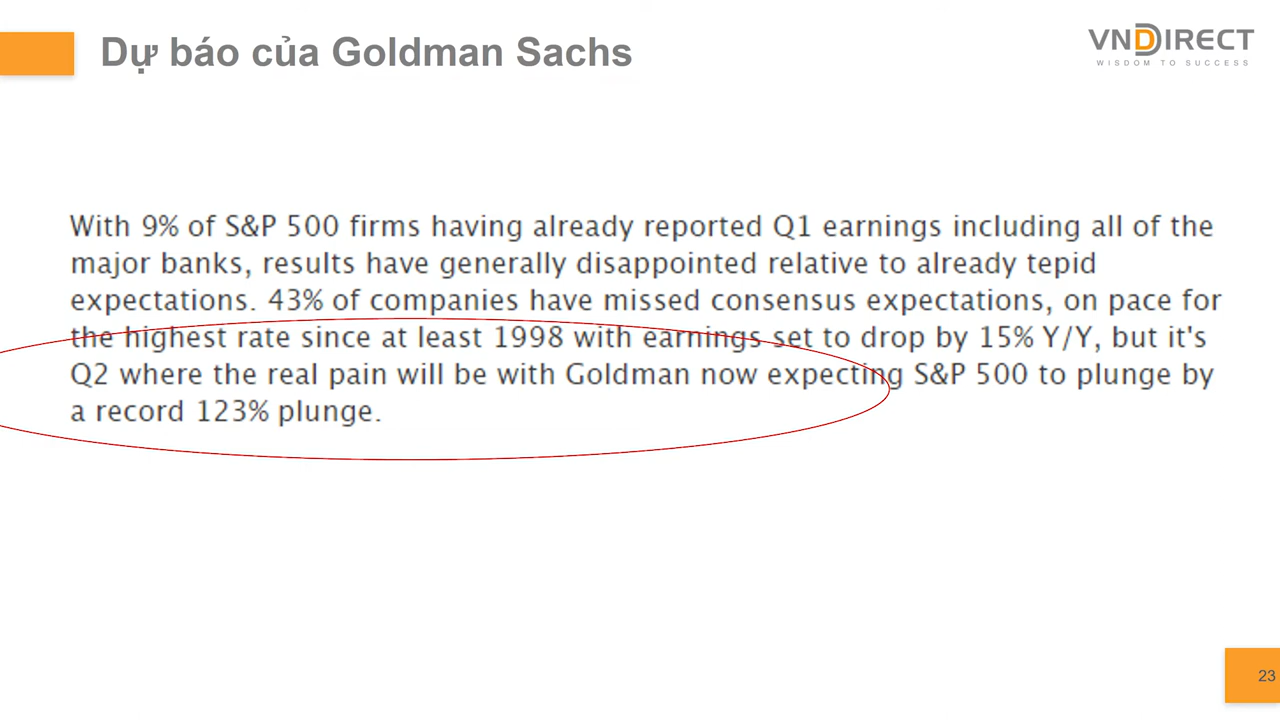 Dự báo của Goldman Sachs
VNDIRECT
WISDOM TO SUCCESS
With 9% of S&P 500 firms having already reported Q1 earnings including all of the
major banks, results have generally disappointed relative to already tepid
expectations. 43% of companies have missed consensus expectations, on pace for
the highest rate since at least 1998 with earnings set to drop by 15% Y/Y, but it's
Q2 where the real pain will be with Goldman now expecting S&P 500 to plunge by
a record 123% plunge.
23